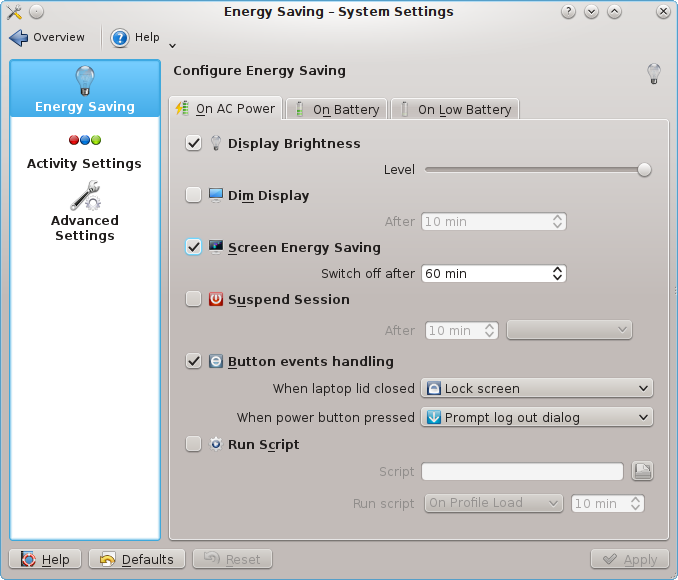 Energy Saving – System Settings
Overview
Help
Energy Saving
Activity Settings
Advanced
Settings
Configure Energy Saving
On AC Power
On Battery
On Low Battery
Display Brightness
Level
Dim Display
After 10 min
Screen Energy Saving
Switch off after 60 min
Suspend Session
After 10 min
Button events handling
When laptop lid closed Lock screen
When power button pressed Prompt log out dialog
Run Script
Script
Run script On Profile Load 10 min
Help Defaults Reset Apply